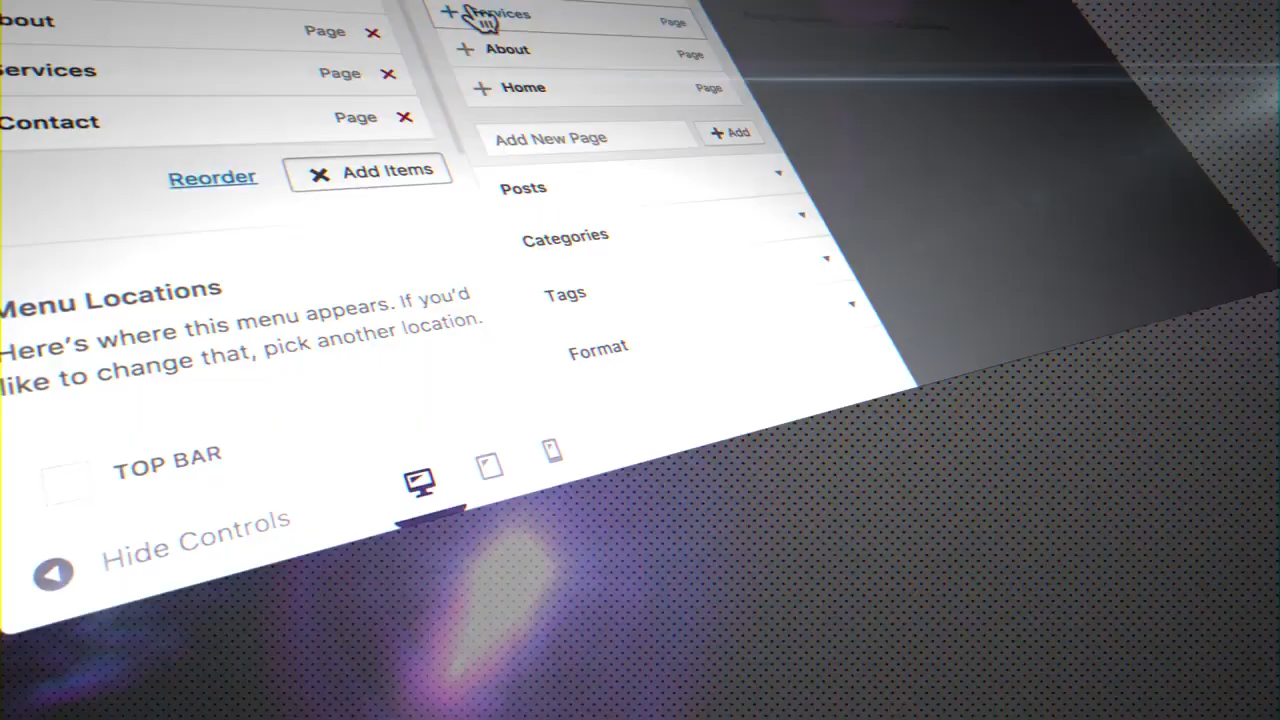 bout
Page
ervices
Page
Contact
Page
Reorder
Add Items
Menu Locations
Here's where this menu appears. If you'd
like to change that, pick another location.
TOP BAR
Hide Controls
Services
Page
About
Page
Home
Page
Add New Page
Add
Posts
Categories
Tags
Format